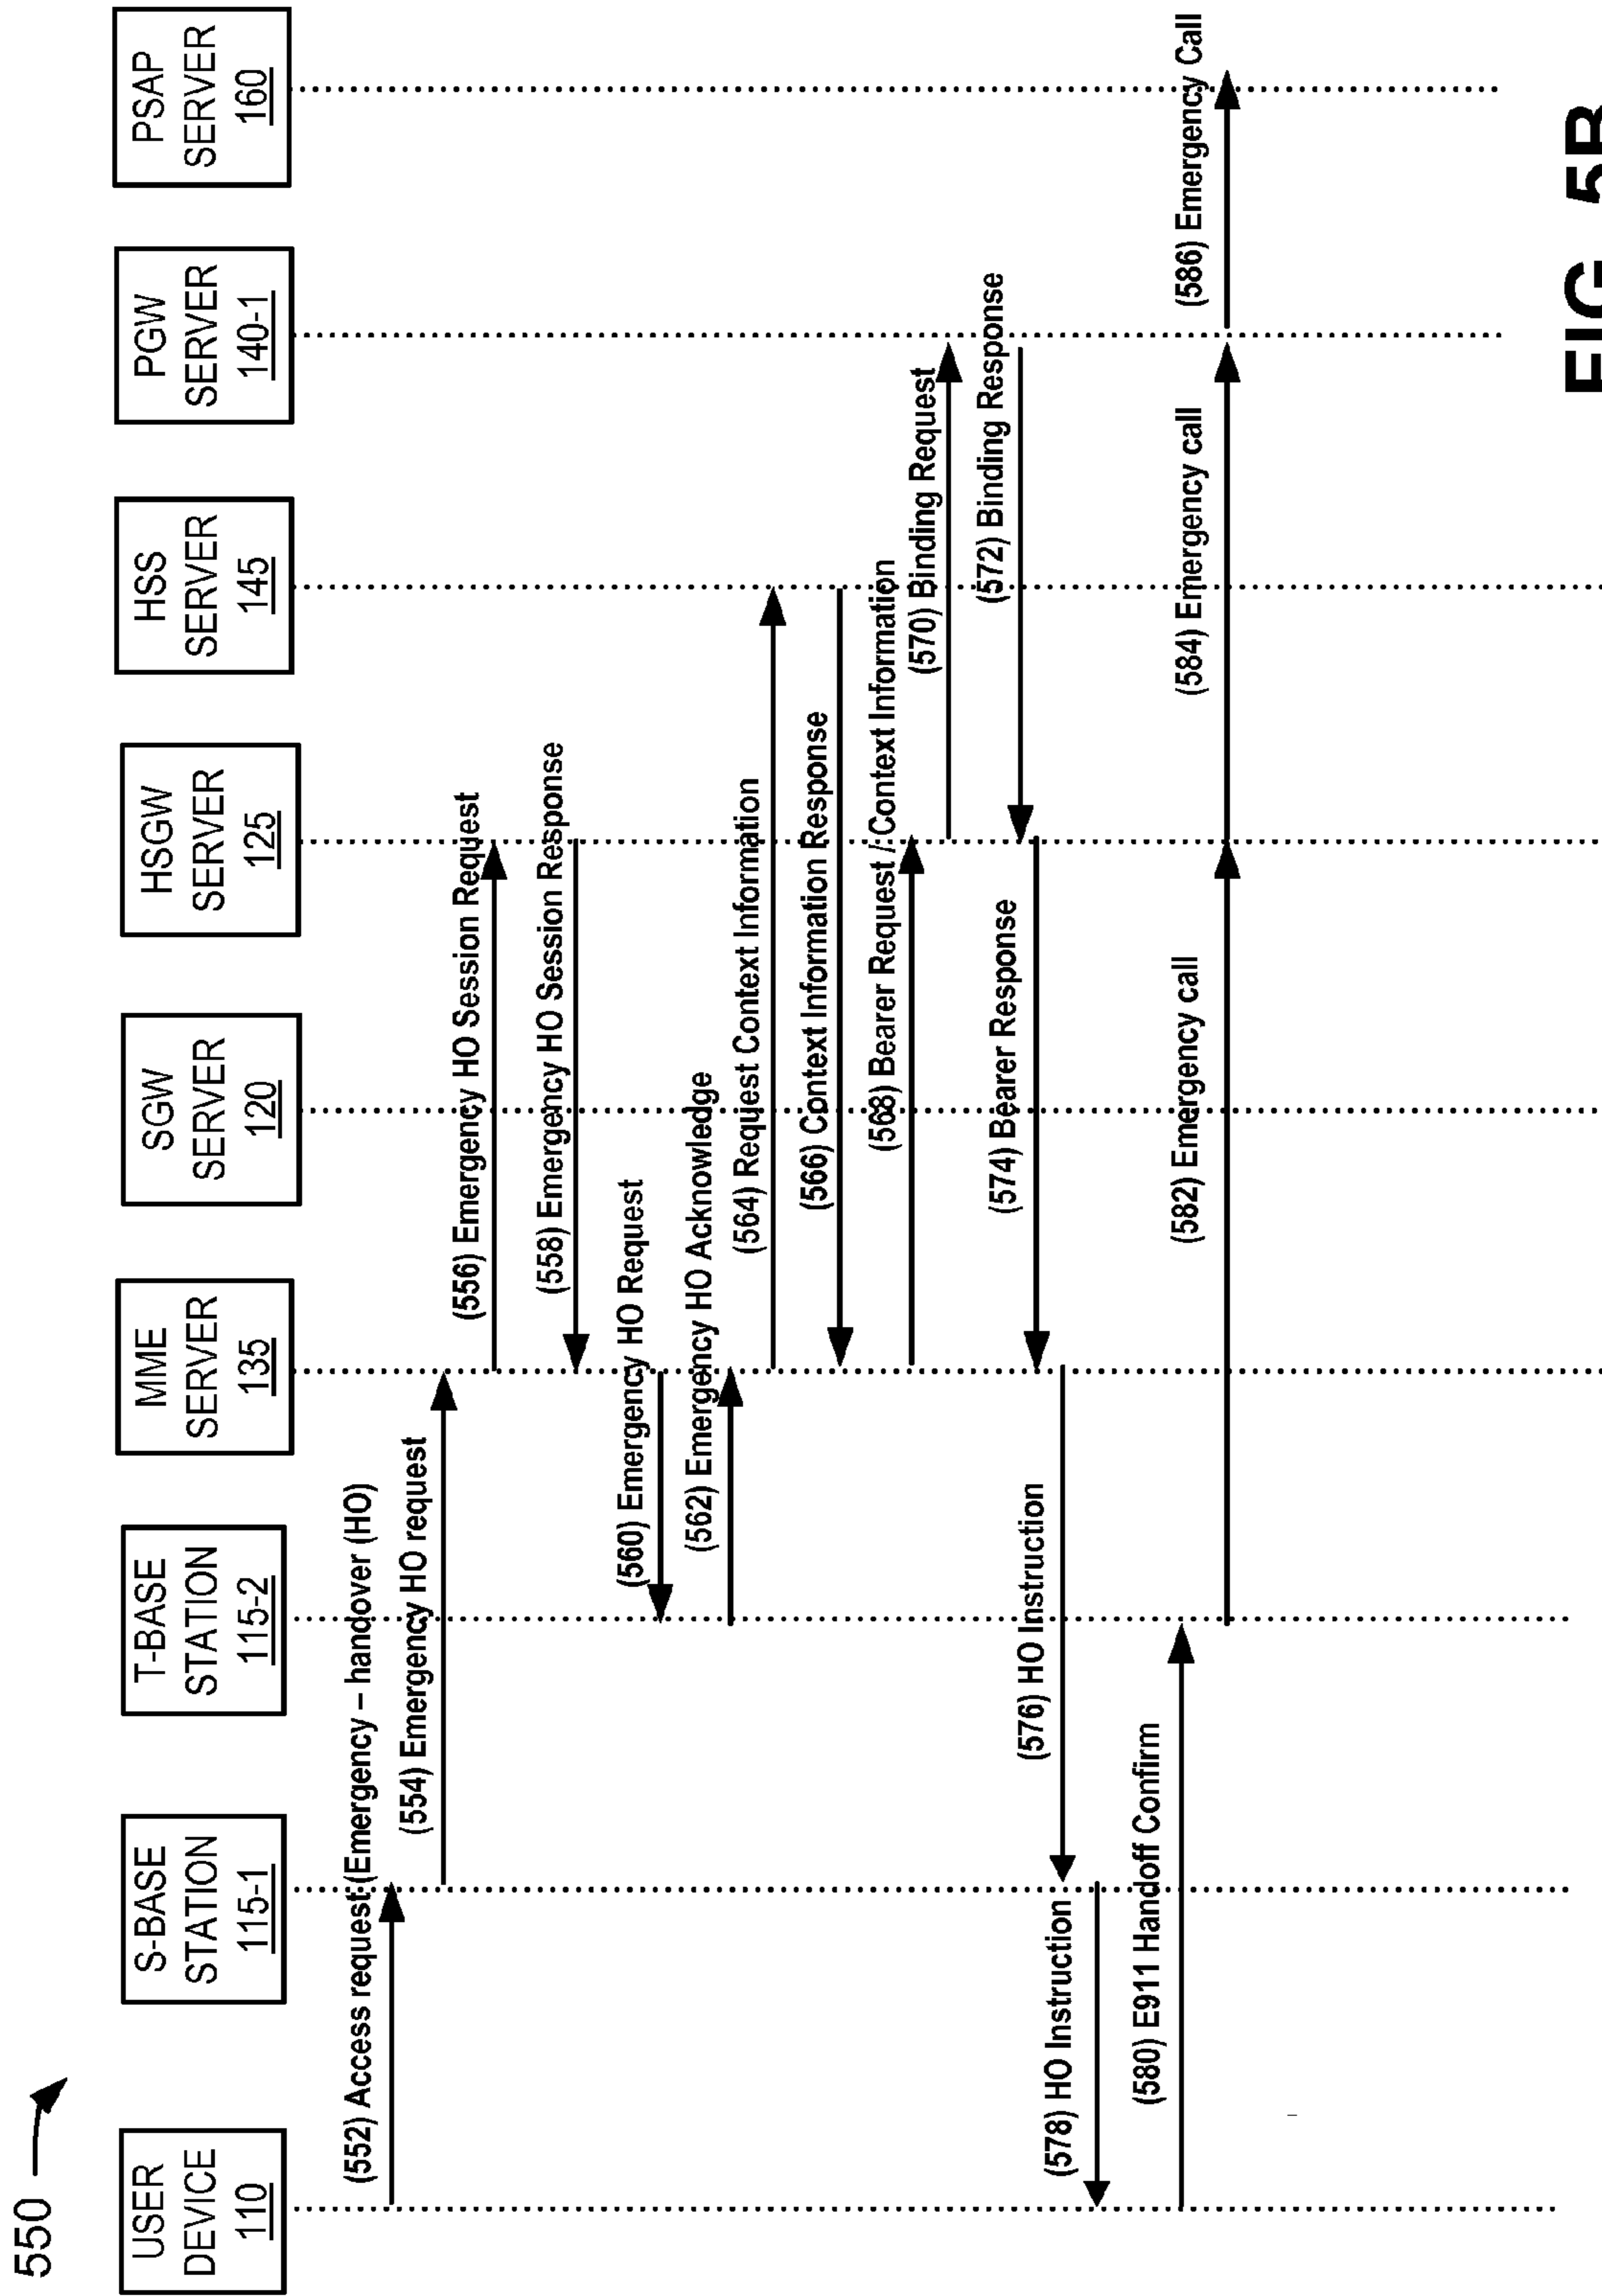 550
USER
DEVICE
110
S-BASE
STATION
115-1
T-BASE
STATION
115-2
MME
SERVER
135
SGW
SERVER
120
HSGW
SERVER
125
HSS
SERVER
145
PGW
SERVER
140-1
PSAP
SERVER
160
(552) Access request (Emergency – handover (HO)
(554) Emergency HO request
(556) Emergency HO Session Request
(558) Emergency HO Session Response
(560) Emergency HO Request
(562) Emergency HO Acknowledge
(564) Request Context Information
(566) Context Information Response
(568) Bearer Request / Context Information
(570) Binding Request
(572) Binding Response
(574) Bearer Response
(576) HO Instruction
(578) HO Instruction
(580) E911 Handoff Confirm
(582) Emergency call
(584) Emergency call
(586) Emergency Call
FIG. 5B